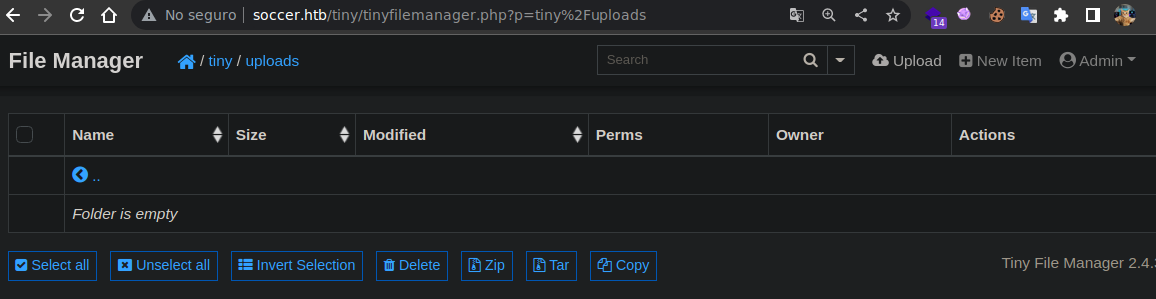 No seguro soccer.htb/tiny/tinyfilemanager.php?p=tiny%2Fuploads 14
File Manager / tiny / uploads Search Upload New Item Admin
Name Size Modified Perms Owner Actions
..
Folder is empty
Select all Unselect all Invert Selection Delete Zip Tar Copy Tiny File Manager 2.4.3